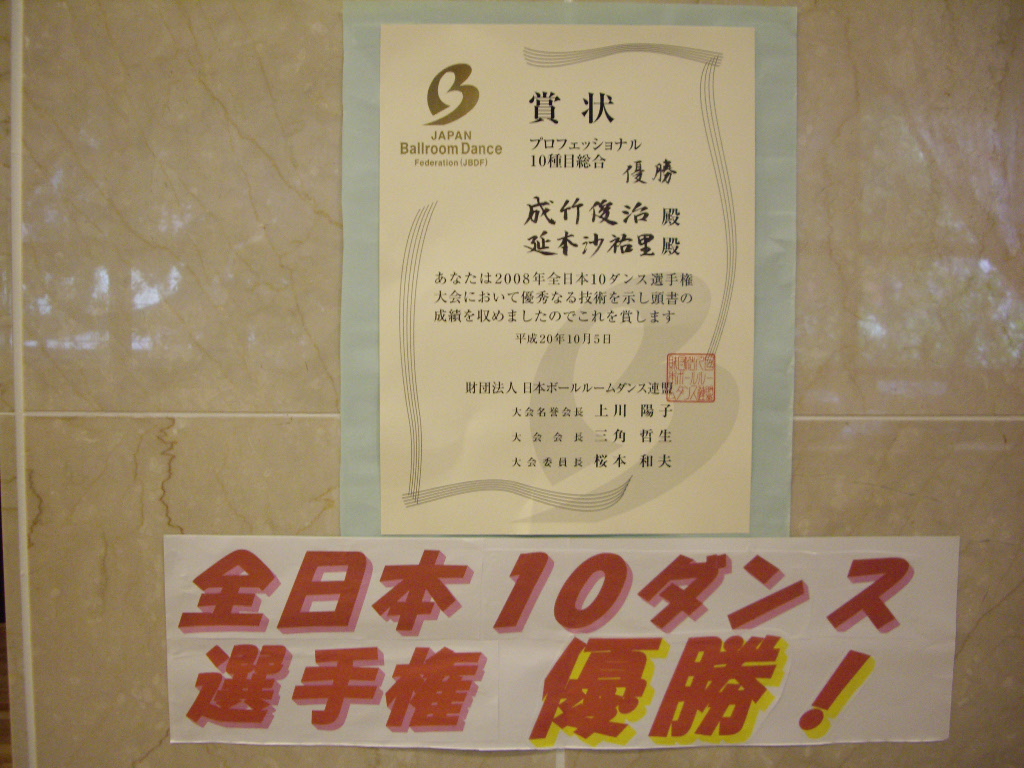 JAPAN
Ballroom Dance
Federation (JBDF)
賞状
プロフェッショナル
10種目総合 優勝
成竹俊治 殿
延本沙祐里 殿
あなたは2008年全日本10ダンス選手権
大会において優秀なる技術を示し頭書の
成績を収めましたのでこれを賞します
平成20年10月5日
財団法人 日本ボールルームダンス連盟
大会名誉会長 上川 陽子
大会会長 三角 哲生
大会委員長 桜本 和夫
全日本10ダンス
選手権 優勝！